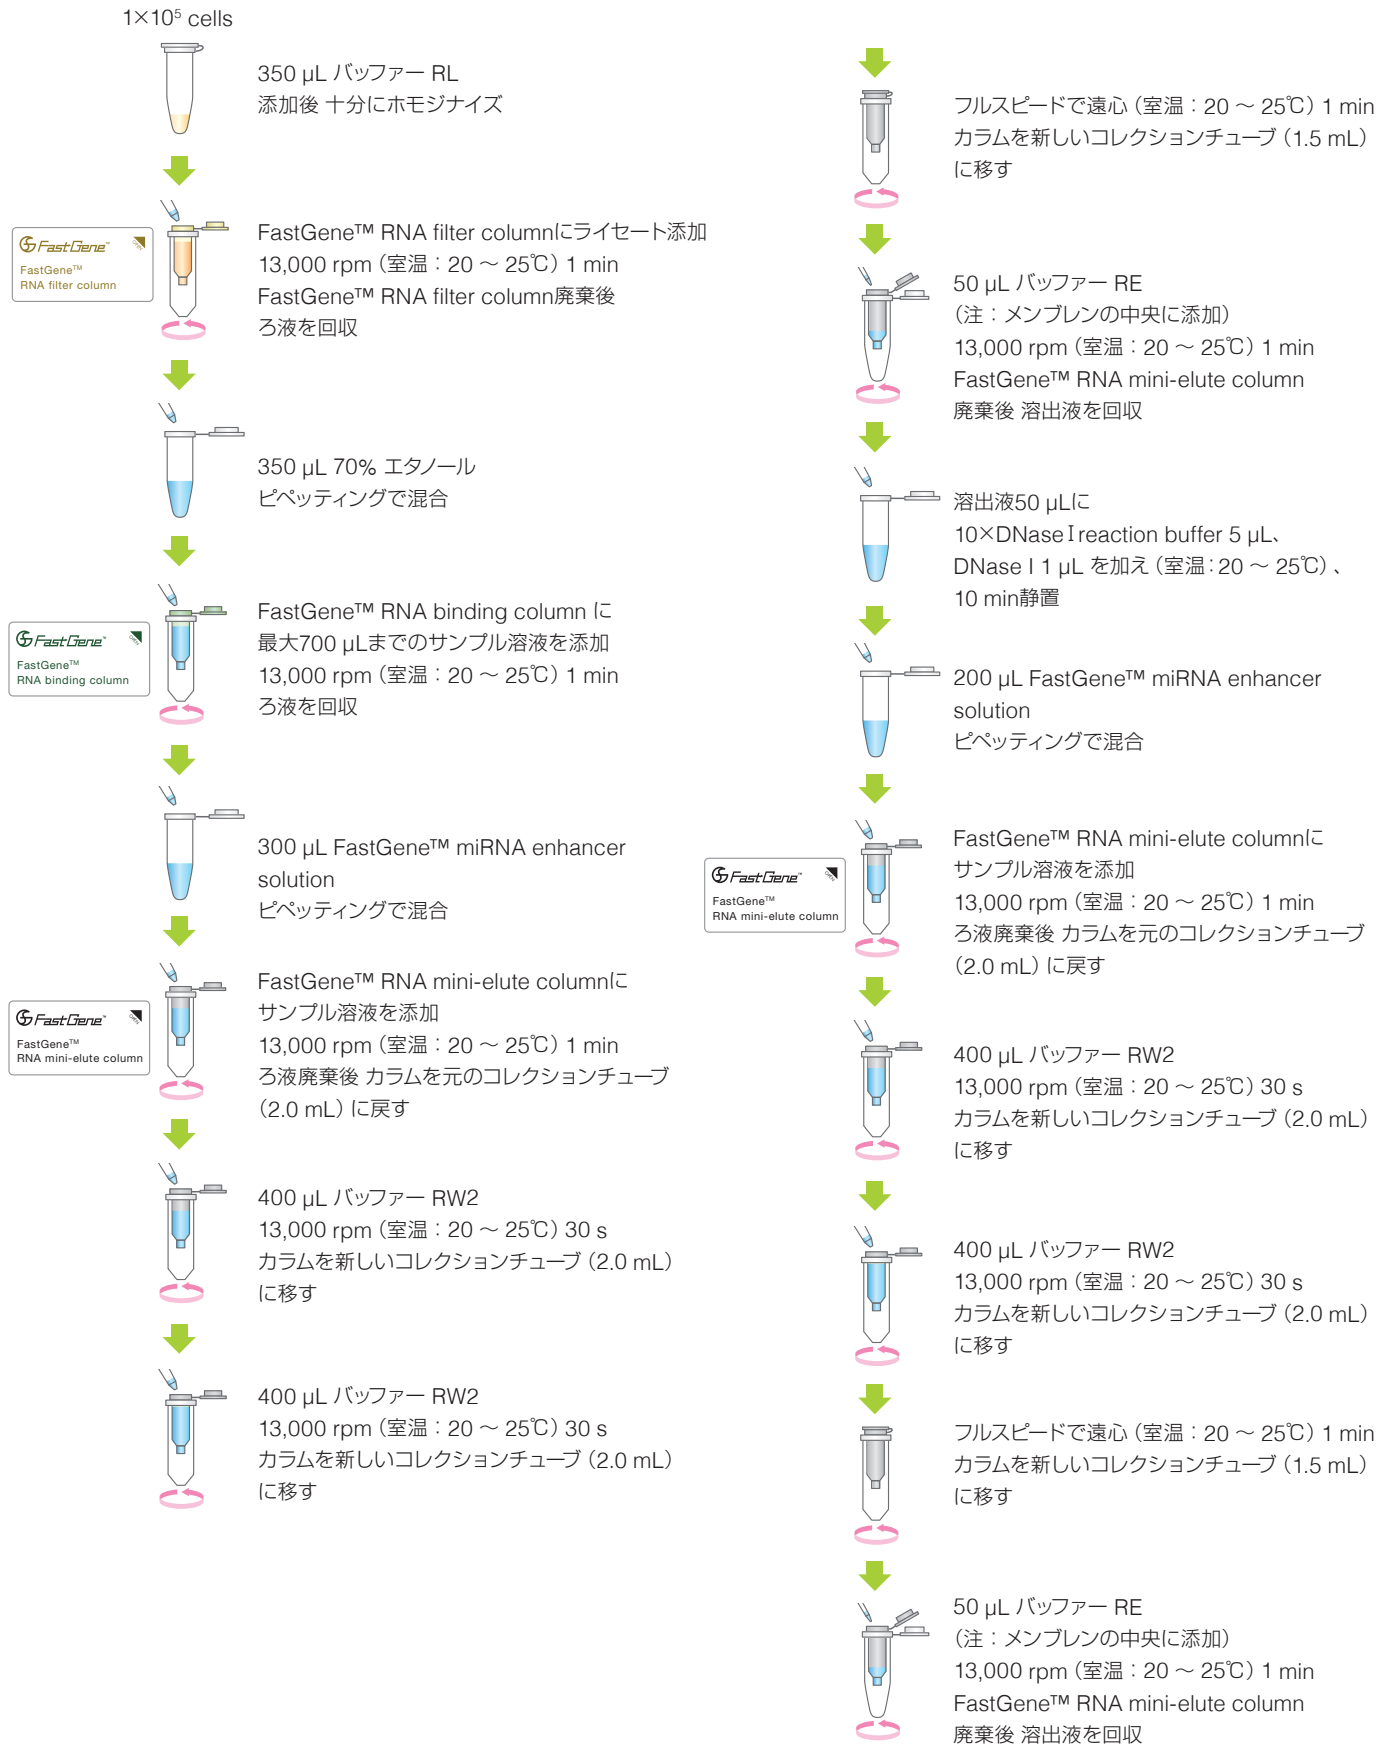 1×10⁵ cells
350 µL バッファー RL
添加後 十分にホモジナイズ
FastGene™
FastGene™
RNA filter column
FastGene™ RNA filter columnにライセート添加
13,000 rpm（室温：20 ～ 25℃）1 min
FastGene™ RNA filter column廃棄後
ろ液を回収
350 µL 70% エタノール
ピペッティングで混合
FastGene™
FastGene™
RNA binding column
FastGene™ RNA binding column に
最大700 µLまでのサンプル溶液を添加
13,000 rpm（室温：20 ～ 25℃）1 min
ろ液を回収
300 µL FastGene™ miRNA enhancer
solution
ピペッティングで混合
FastGene™
FastGene™
RNA mini-elute column
FastGene™ RNA mini-elute columnに
サンプル溶液を添加
13,000 rpm（室温：20 ～ 25℃）1 min
ろ液廃棄後 カラムを元のコレクションチューブ
（2.0 mL）に戻す
400 µL バッファー RW2
13,000 rpm（室温：20 ～ 25℃）30 s
カラムを新しいコレクションチューブ（2.0 mL）
に移す
400 µL バッファー RW2
13,000 rpm（室温：20 ～ 25℃）30 s
カラムを新しいコレクションチューブ（2.0 mL）
に移す
フルスピードで遠心（室温：20 ～ 25℃）1 min
カラムを新しいコレクションチューブ（1.5 mL）
に移す
50 µL バッファー RE
（注：メンブレンの中央に添加）
13,000 rpm（室温：20 ～ 25℃）1 min
FastGene™ RNA mini-elute column
廃棄後 溶出液を回収
溶出液50 µLに
10×DNaseⅠreaction buffer 5 µL、
DNase I 1 µL を加え（室温：20 ～ 25℃）、
10 min静置
200 µL FastGene™ miRNA enhancer
solution
ピペッティングで混合
FastGene™
FastGene™
RNA mini-elute column
FastGene™ RNA mini-elute columnに
サンプル溶液を添加
13,000 rpm（室温：20 ～ 25℃）1 min
ろ液廃棄後 カラムを元のコレクションチューブ
（2.0 mL）に戻す
400 µL バッファー RW2
13,000 rpm（室温：20 ～ 25℃）30 s
カラムを新しいコレクションチューブ（2.0 mL）
に移す
400 µL バッファー RW2
13,000 rpm（室温：20 ～ 25℃）30 s
カラムを新しいコレクションチューブ（2.0 mL）
に移す
フルスピードで遠心（室温：20 ～ 25℃）1 min
カラムを新しいコレクションチューブ（1.5 mL）
に移す
50 µL バッファー RE
（注：メンブレンの中央に添加）
13,000 rpm（室温：20 ～ 25℃）1 min
FastGene™ RNA mini-elute column
廃棄後 溶出液を回収